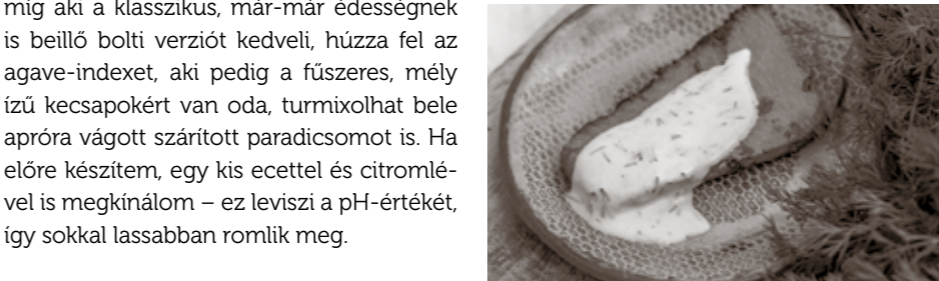 míg aki a klasszikus, már-már édességnek
is beillő bolti verziót kedveli, húzza fel az
agave-indexet, aki pedig a fűszeres, mély
ízű kecsapokért van oda, turmixolhat bele
apróra vágott szárított paradicsomot is. Ha
előre készítem, egy kis ecettel és citromlé-
vel is megkínálom – ez leviszi a pH-értékét,
így sokkal lassabban romlik meg.